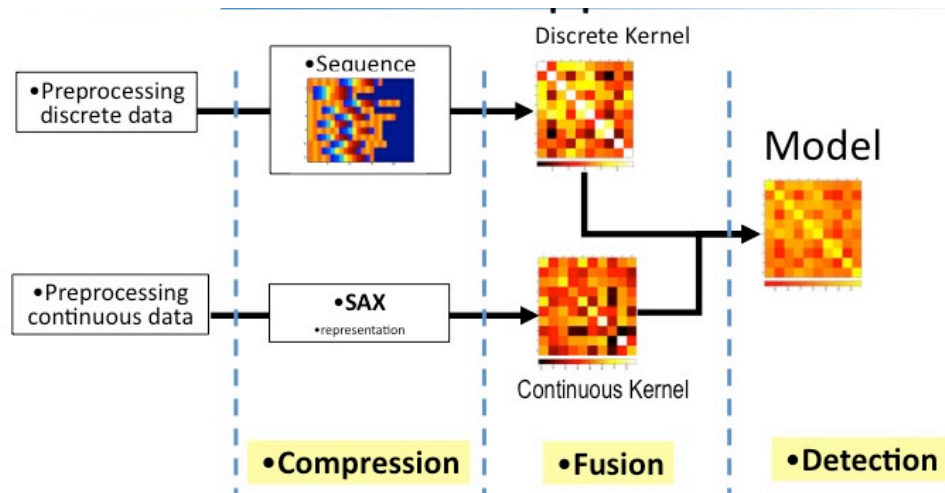 Discrete Kernel
•Sequence
•Preprocessing
discrete data
Model
•Preprocessing
continuous data
•SAX
•representation
Continuous Kernel
•Compression
•Fusion
•Detection